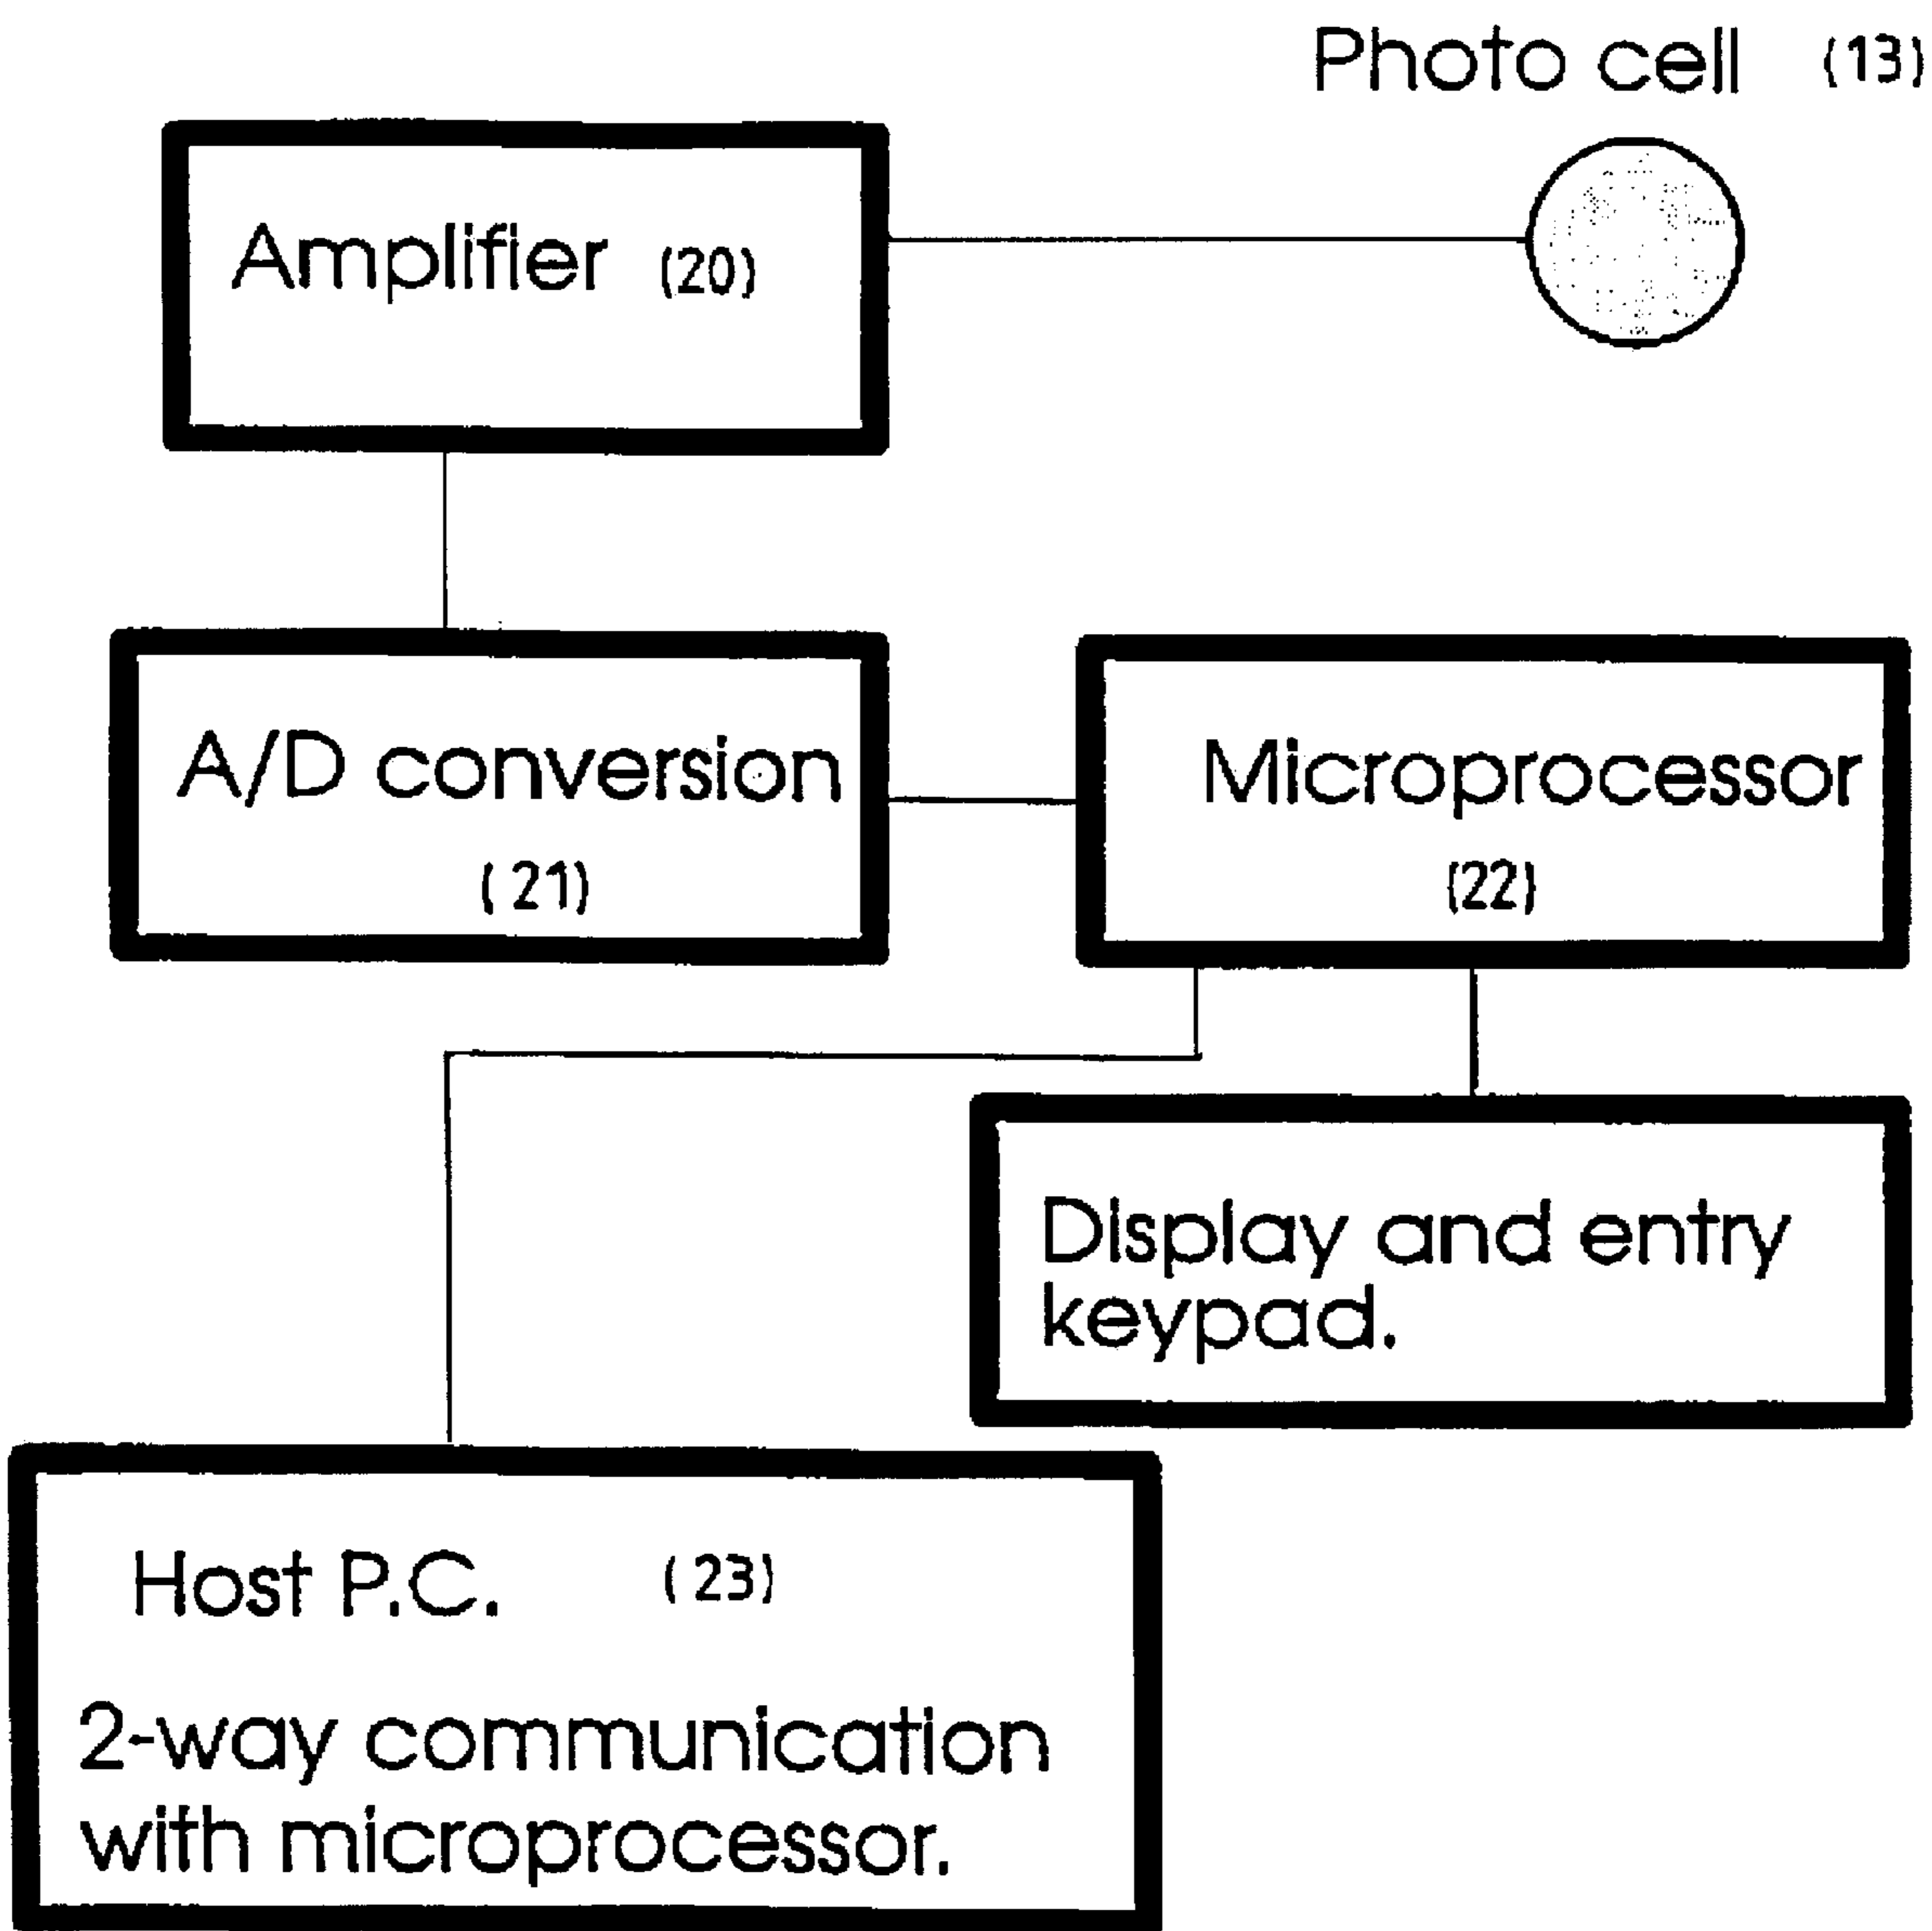 Photo cell (13)
Amplifier (20)
A/D conversion
(21)
Microprocessor
(22)
Display and entry
keypad.
Host P.C. (23)
2-way communication
with microprocessor.